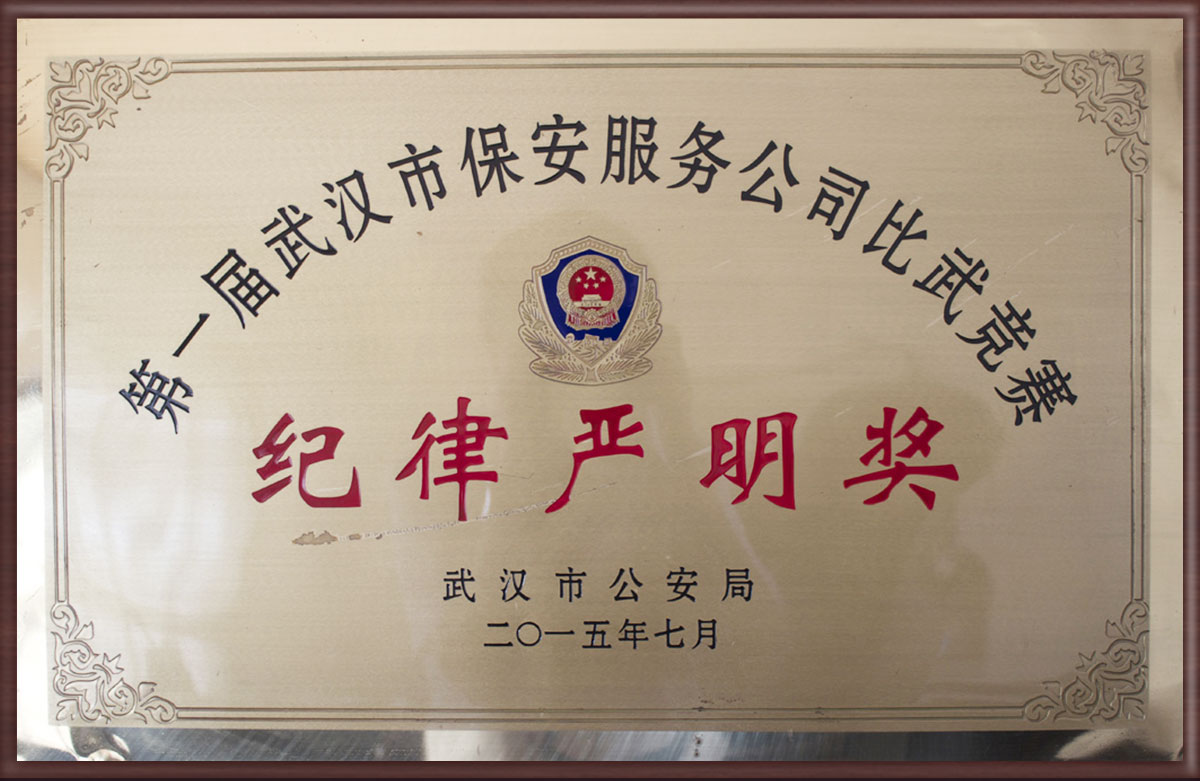 第一届武汉市保安服务公司比武竞赛
纪律严明奖
武汉市公安局
二〇一五年七月